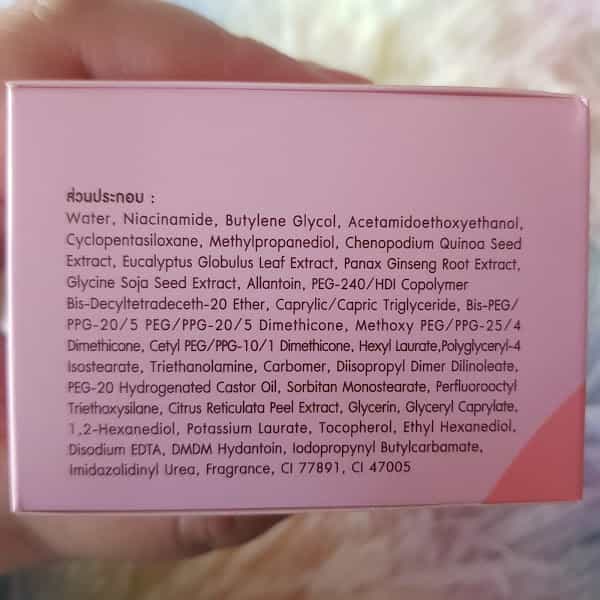 ส่วนประกอบ :
Water, Niacinamide, Butylene Glycol, Acetamidoethoxyethanol,
Cyclopentasiloxane, Methylpropanediol, Chenopodium Quinoa Seed
Extract, Eucalyptus Globulus Leaf Extract, Panax Ginseng Root Extract,
Glycine Soja Seed Extract, Allantoin, PEG-240/HDI Copolymer
Bis-Decyltetradeceth-20 Ether, Caprylic/Capric Triglyceride, Bis-PEG/
PPG-20/5 PEG/PPG-20/5 Dimethicone, Methoxy PEG/PPG-25/4
Dimethicone, Cetyl PEG/PPG-10/1 Dimethicone, Hexyl Laurate,Polyglyceryl-4
Isostearate, Triethanolamine, Carbomer, Diisopropyl Dimer Dilinoleate,
PEG-20 Hydrogenated Castor Oil, Sorbitan Monostearate, Perfluorooctyl
Triethoxysilane, Citrus Reticulata Peel Extract, Glycerin, Glyceryl Caprylate,
1,2-Hexanediol, Potassium Laurate, Tocopherol, Ethyl Hexanediol,
Disodium EDTA, DMDM Hydantoin, Iodopropynyl Butylcarbamate,
Imidazolidinyl Urea, Fragrance, CI 77891, CI 47005